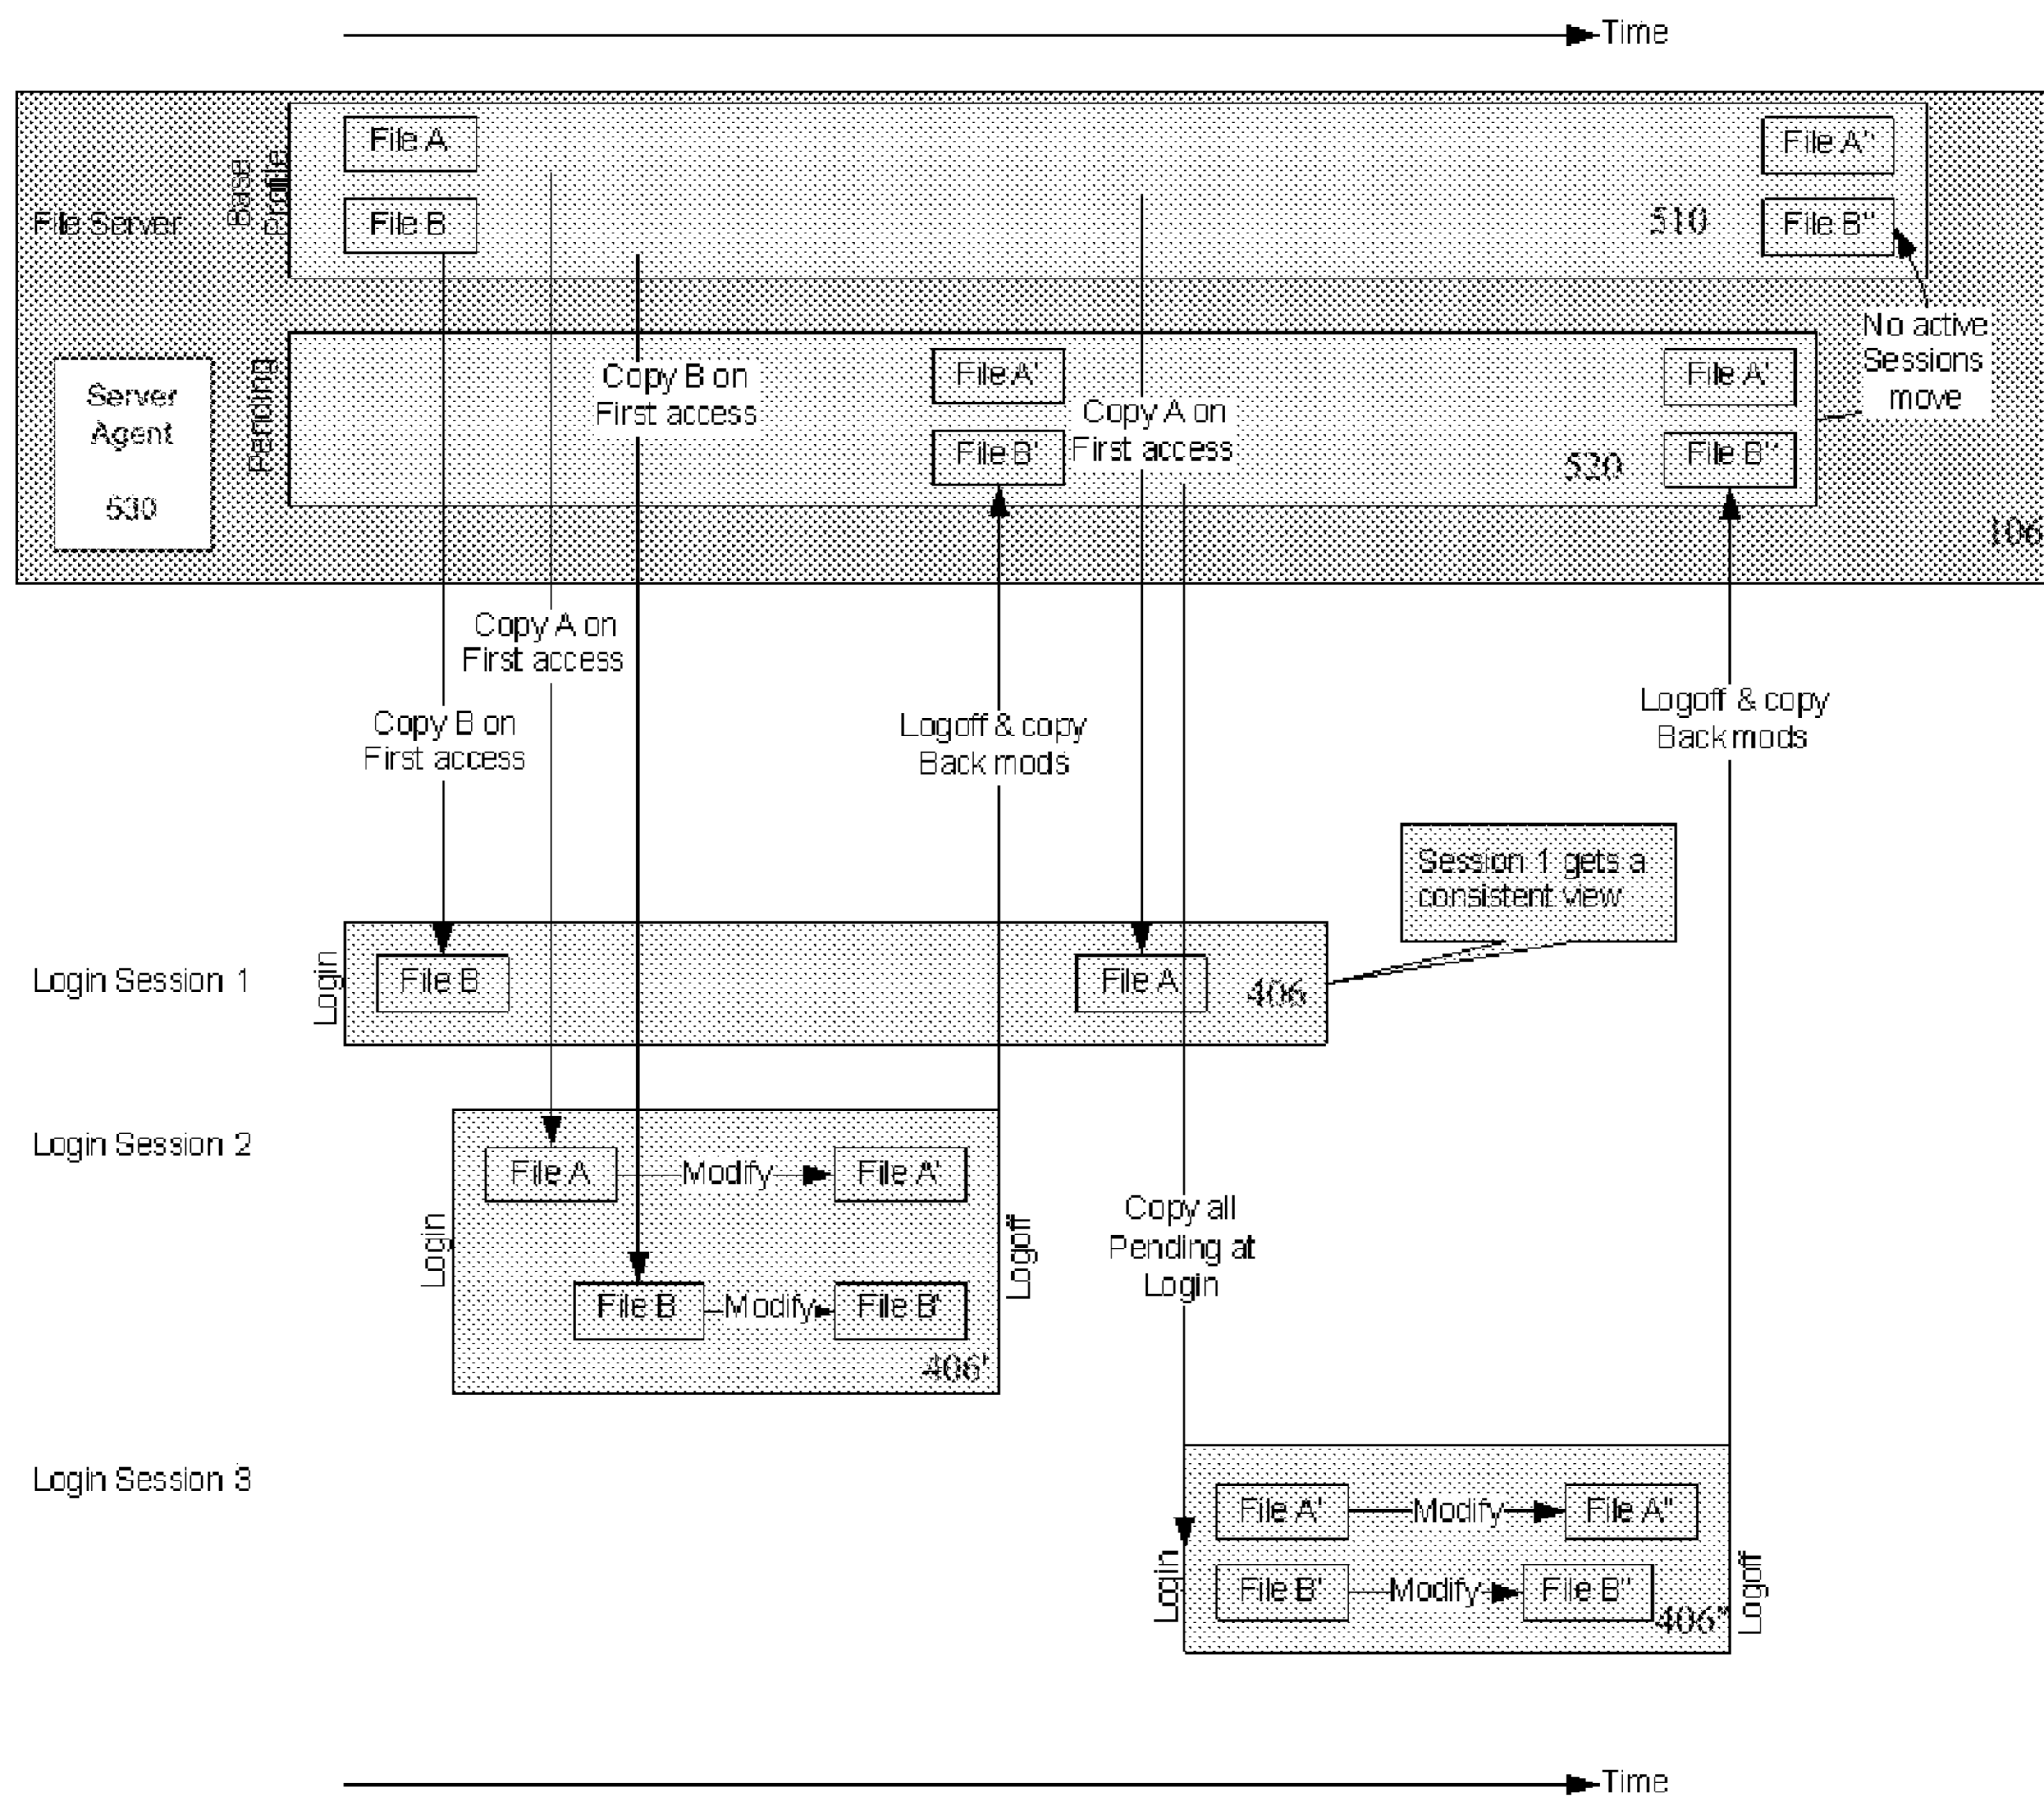 Time
File A
File A''
Base
Profile
File Server
File B
510
File B''
No active
Sessions
move
Pending
Server
Agent
530
Copy B on
First access
File A'
File B'
Copy A on
First access
File A'
520
File B''
106
Copy A on
First access
Copy B on
First access
Logoff & copy
Back mods
Logoff & copy
Back mods
Session 1 gets a
consistent view
Login Session 1
Login
File B
File A
406
Login Session 2
Login
File A
Modify
File A'
File B
Modify
File B'
406'
Logoff
Copy all
Pending at
Login
Login Session 3
Login
File A'
Modify
File A''
File B'
Modify
File B''
406''
Logoff
Time